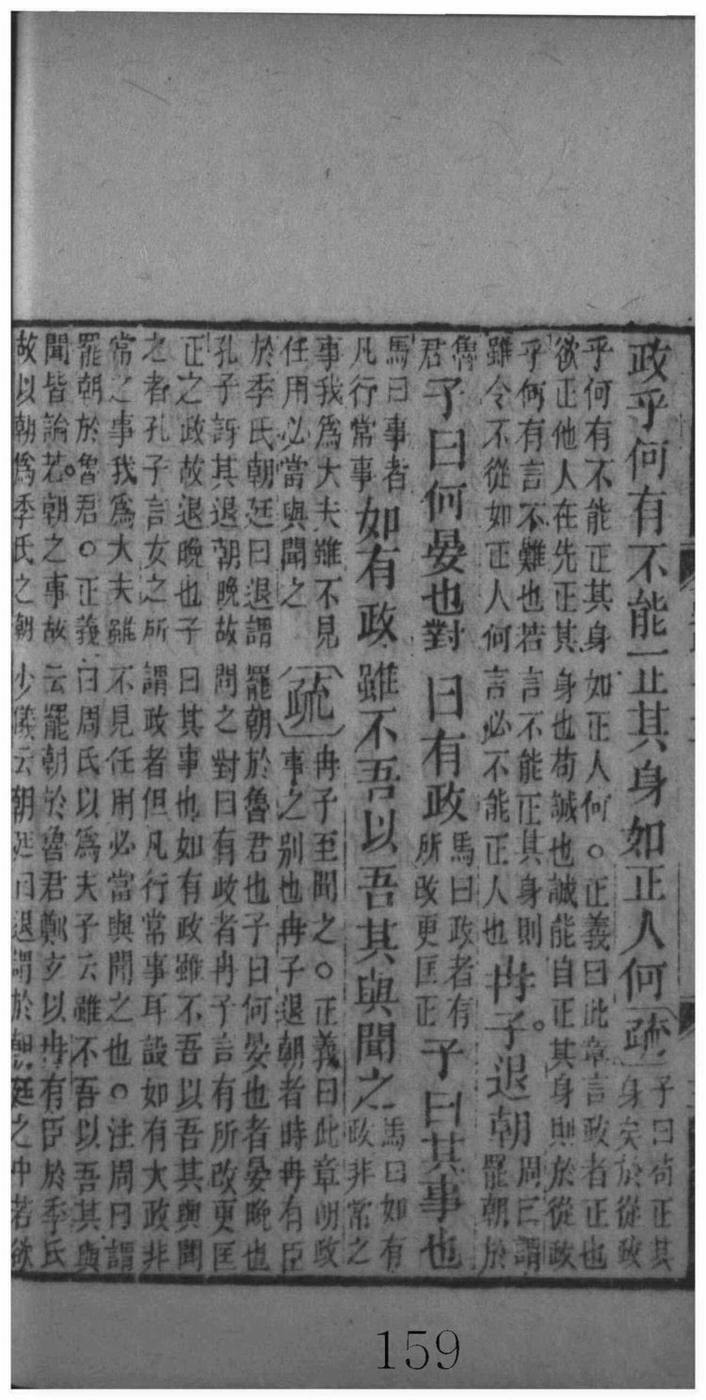 政乎何有不能正其身如正人何〔疏〕子曰苟正其身矣於從政
乎何有不能正其身如正人何○正義曰此章言政者正也
欲正他人在先正其身也苟誠也誠能自正其身則於從政
乎何有言不難也若言不能正其身則
雖令不從如正人何言必不能正人也冉子退朝周曰謂罷朝於
魯君子曰何晏也對曰有政馬曰政者有所改更匡正子曰其事也
馬曰事者凡行常事如有政雖不吾以吾其與聞之馬曰如有政非常之
事我爲大夫雖不見任用必當與聞之〔疏〕冉子至聞之○正義曰此章明政
事之别也冉子退朝者時冉有臣
於季氏朝廷曰退謂罷朝於魯君也子曰何晏也者晏晚也
孔子訝其退朝晚故問之對曰有政者冉子言有所改更匡
正之政故退晚也子曰其事也如有政雖不吾以吾其與聞
之者孔子言女之所謂政者但凡行常事耳設如有大政非
常之事我爲大夫雖不見任用必當與聞之也○注周曰謂
罷朝於魯君○正義曰周氏以爲夫子云雖不吾以吾其與
聞皆論若朝之事故云罷朝於魯君鄭玄以冉有臣於季氏
故以朝爲季氏之朝少儀云朝廷曰退謂於朝廷之中若欲
159